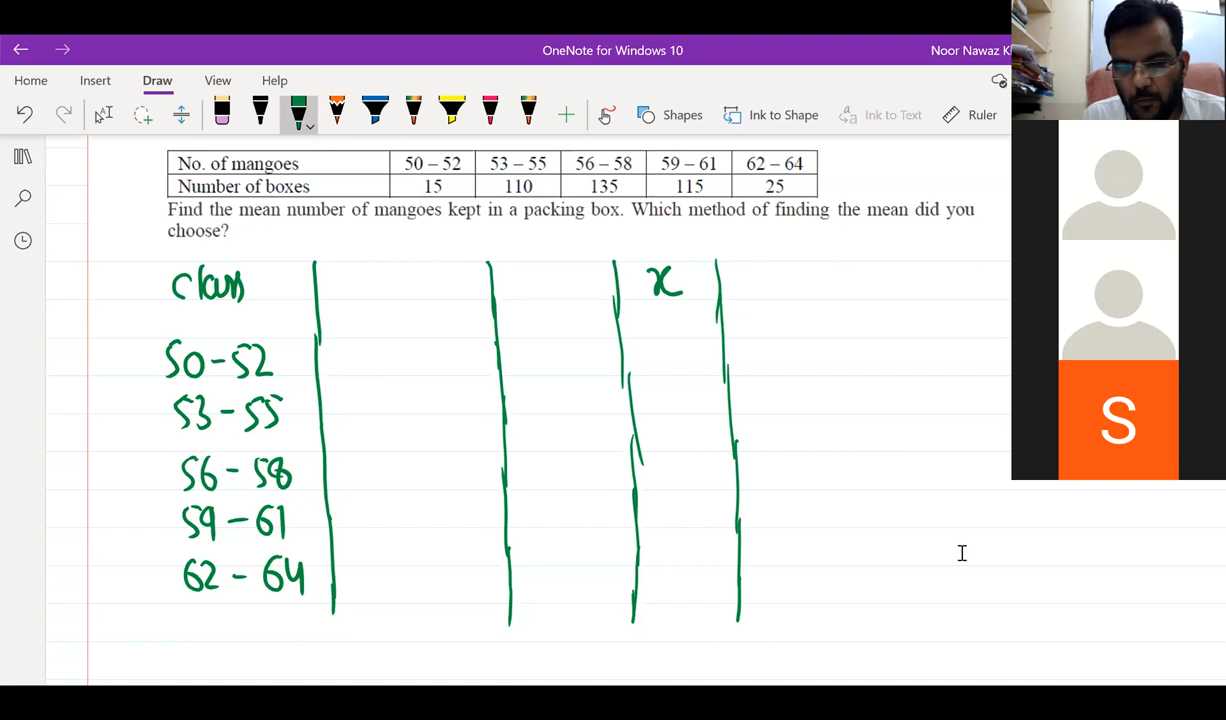 OneNote for Windows 10
Noor Nawaz K
Home Insert Draw View Help
Shapes Ink to Shape Ink to Text Ruler
No. of mangoes 50 – 52 53 – 55 56 – 58 59 – 61 62 – 64
Number of boxes 15 110 135 115 25
Find the mean number of mangoes kept in a packing box. Which method of finding the mean did you
choose?
class x
50-52
53-55
56-58
59-61
62-64
S